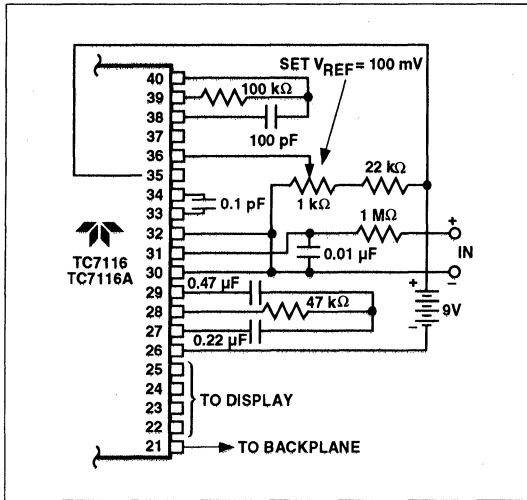 SET VREF = 100 mV
40
39
100 kΩ
38
100 pF
37
36
22 kΩ
35
1 kΩ
34
0.1 pF
33
1 MΩ
+
32
IN
31
0.01 µF
–
TC7116
TC7116A
30
0.47 µF
29
47 kΩ
+
9V
–
28
27
0.22 µF
26
25
24
TO DISPLAY
23
22
21
TO BACKPLANE